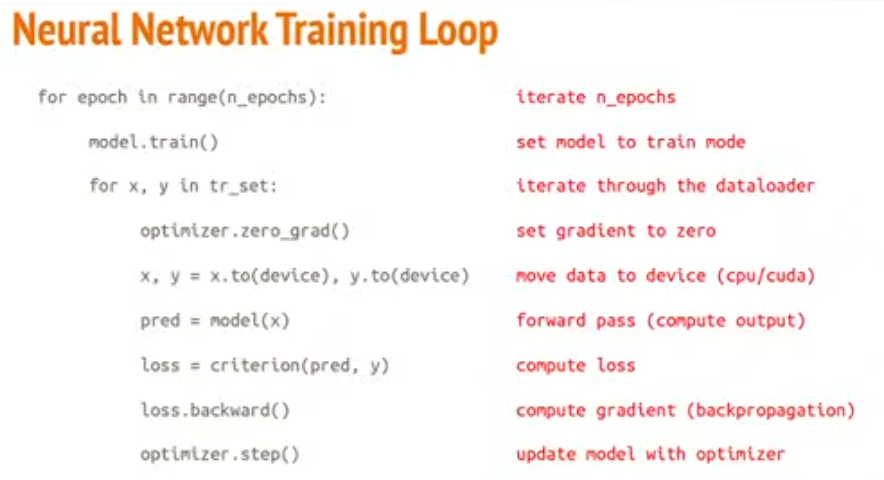 Neural Network Training Loop
for epoch in range(n_epochs): iterate n_epochs
model.train() set model to train mode
for x, y in tr_set: iterate through the dataloader
optimizer.zero_grad() set gradient to zero
x, y = x.to(device), y.to(device) move data to device (cpu/cuda)
pred = model(x) forward pass (compute output)
loss = criterion(pred, y) compute loss
loss.backward() compute gradient (backpropagation)
optimizer.step() update model with optimizer